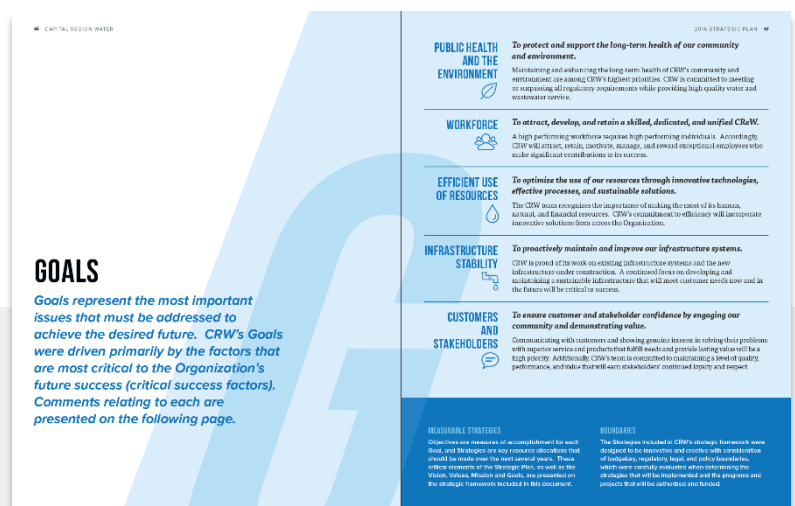 16 CAPITAL REGION WATER
GOALS
Goals represent the most important
issues that must be addressed to
achieve the desired future. CRW's Goals
were driven primarily by the factors that
are most critical to the Organization's
future success (critical success factors).
Comments relating to each are
presented on the following page.
2016 STRATEGIC PLAN 17
PUBLIC HEALTH
AND THE
ENVIRONMENT
To protect and support the long-term health of our community
and environment.
Maintaining and enhancing the long-term health of CRW's community and
environment are among CRW's highest priorities. CRW is committed to meeting
or surpassing all regulatory requirements while providing high quality water and
wastewater service.
WORKFORCE
To attract, develop, and retain a skilled, dedicated, and unified CReW.
A high performing workforce requires high performing individuals. Accordingly,
CRW will attract, retain, motivate, manage, and reward exceptional employees who
make significant contributions to its success.
EFFICIENT USE
OF RESOURCES
To optimize the use of our resources through innovative technologies,
effective processes, and sustainable solutions.
The CRW team recognizes the importance of making the most of its human,
natural, and financial resources. CRW's commitment to efficiency will incorporate
innovative solutions from across the Organization.
INFRASTRUCTURE
STABILITY
To proactively maintain and improve our infrastructure systems.
CRW is proud of its work on existing infrastructure systems and the new
infrastructure under construction. A continued focus on developing and
maintaining a sustainable infrastructure that will meet customer needs now and in
the future will be critical to success.
CUSTOMERS
AND
STAKEHOLDERS
To ensure customer and stakeholder confidence by engaging our
community and demonstrating value.
Communicating with customers and showing genuine interest in solving their problems
with superior service and products that fulfill needs and provide lasting value will be a
high priority. Additionally, CRW's team is committed to maintaining a level of quality,
performance, and value that will earn stakeholders' continued loyalty and respect.
MEASURABLE STRATEGIES
Objectives are measures of accomplishment for each
Goal, and Strategies are key resource allocations that
should be made over the next several years. These
critical elements of the Strategic Plan, as well as the
Vision, Values, Mission and Goals, are presented on
the strategic framework included in this document.
BOUNDARIES
The Strategies included in CRW's strategic framework were
designed to be innovative and creative with consideration
of budgetary, regulatory, legal, and policy boundaries,
which were carefully evaluated when determining the
strategies that will be implemented and the programs and
projects that will be authorized and funded.